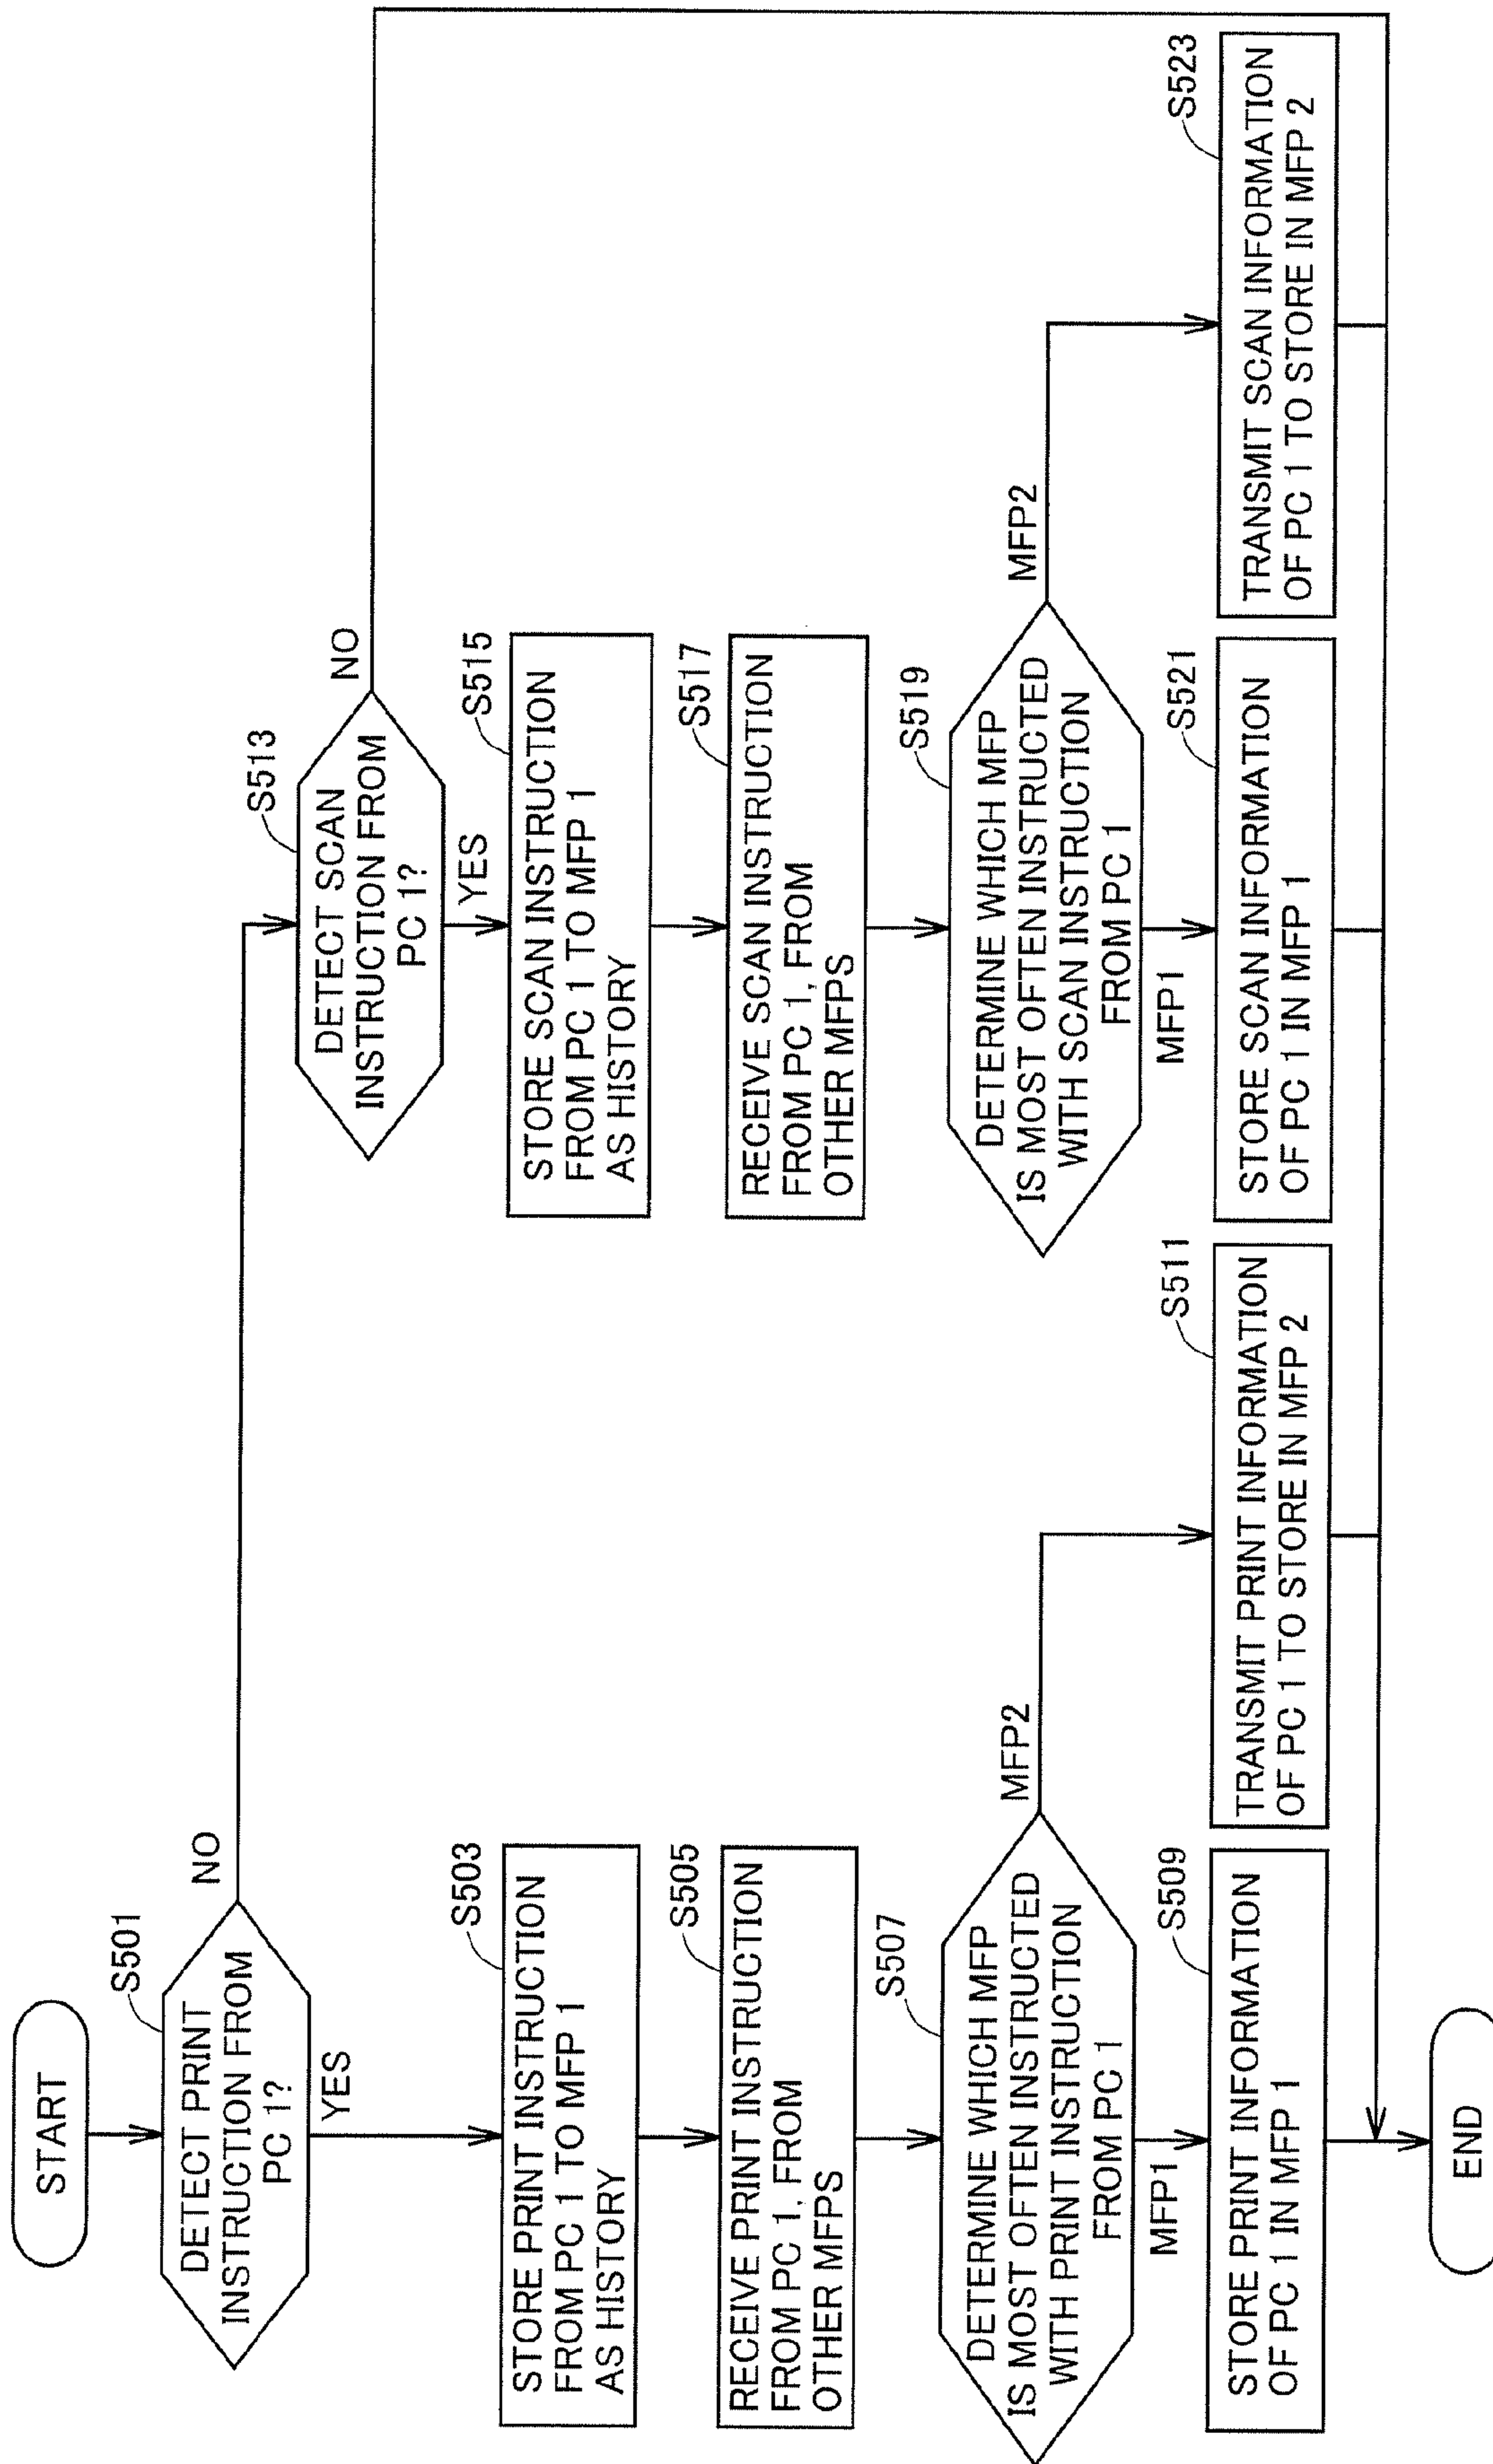 START
S501
DETECT PRINT
INSTRUCTION FROM
PC 1?
NO
YES
S503
STORE PRINT INSTRUCTION
FROM PC 1 TO MFP 1
AS HISTORY
S505
RECEIVE PRINT INSTRUCTION
FROM PC 1, FROM
OTHER MFPS
S507
DETERMINE WHICH MFP
IS MOST OFTEN INSTRUCTED
WITH PRINT INSTRUCTION
FROM PC 1
MFP2
MFP1
S509
STORE PRINT INFORMATION
OF PC 1 IN MFP 1
S511
TRANSMIT PRINT INFORMATION
OF PC 1 TO STORE IN MFP 2
S513
DETECT SCAN
INSTRUCTION FROM
PC 1?
NO
YES
S515
STORE SCAN INSTRUCTION
FROM PC 1 TO MFP 1
AS HISTORY
S517
RECEIVE SCAN INSTRUCTION
FROM PC 1, FROM
OTHER MFPS
S519
DETERMINE WHICH MFP
IS MOST OFTEN INSTRUCTED
WITH SCAN INSTRUCTION
FROM PC 1
MFP2
MFP1
S521
STORE SCAN INFORMATION
OF PC 1 IN MFP 1
S523
TRANSMIT SCAN INFORMATION
OF PC 1 TO STORE IN MFP 2
END